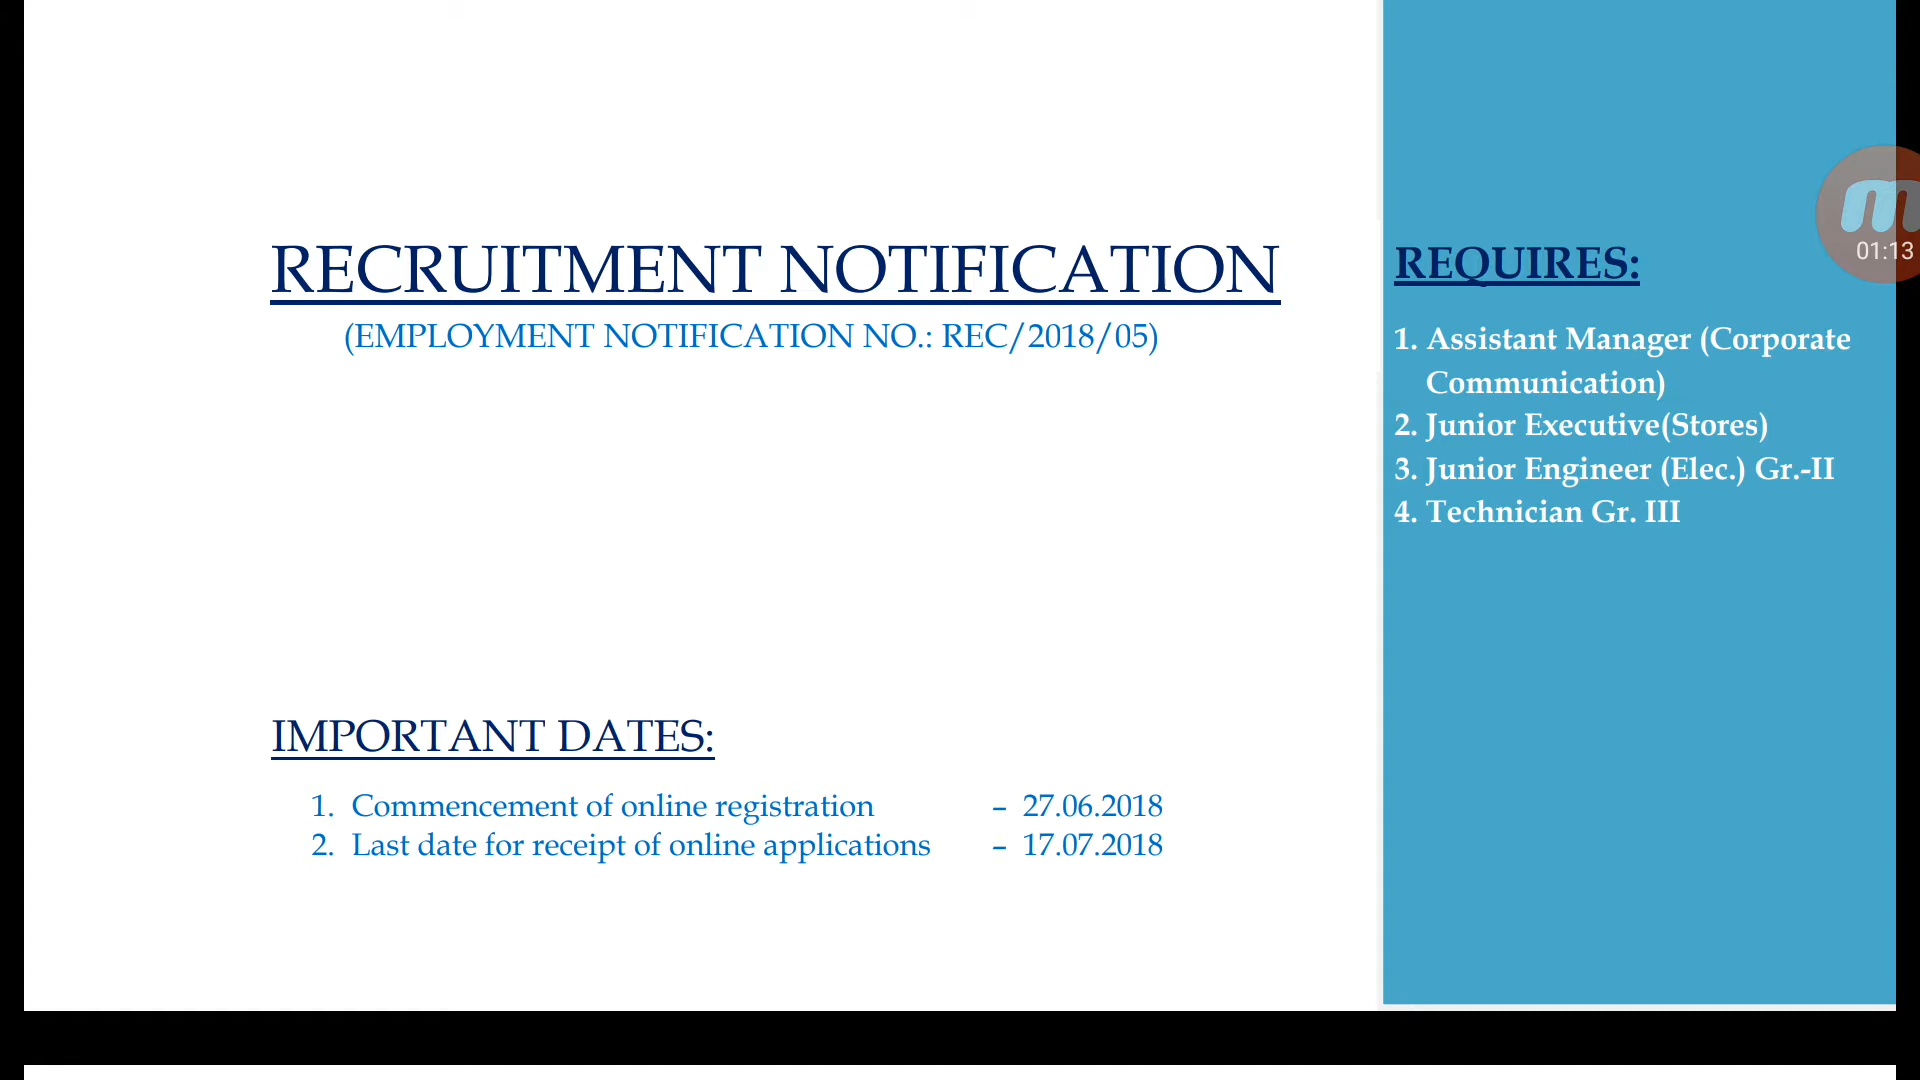 RECRUITMENT NOTIFICATION
(EMPLOYMENT NOTIFICATION NO.: REC/2018/05)
IMPORTANT DATES:
1. Commencement of online registration – 27.06.2018
2. Last date for receipt of online applications – 17.07.2018
REQUIRES:
1. Assistant Manager (Corporate
Communication)
2. Junior Executive(Stores)
3. Junior Engineer (Elec.) Gr.-II
4. Technician Gr. III
m
01:13